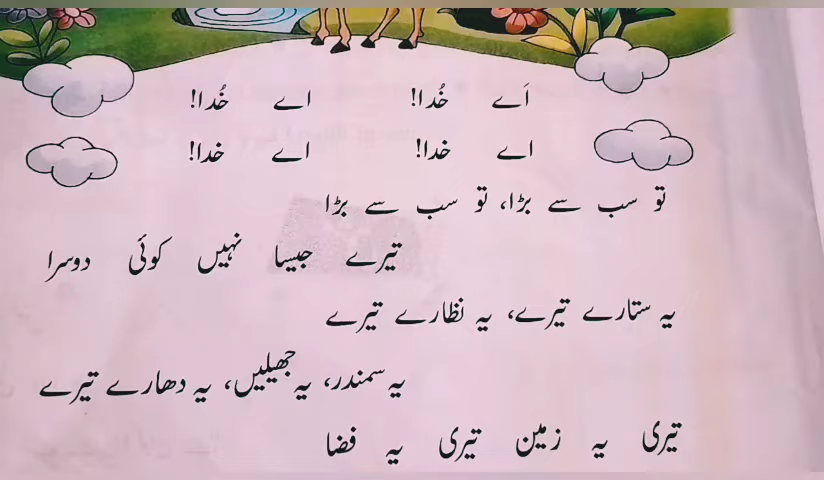 اَے خُدا! اے خُدا!
اے خدا! اے خدا!
تو سب سے بڑا، تو سب سے بڑا
تیرے جیسا نہیں کوئی دوسرا
یہ ستارے تیرے، یہ نظارے تیرے
یہ سمندر، یہ جھیلیں، یہ دھارے تیرے
تیری یہ زمین تیری یہ فضا